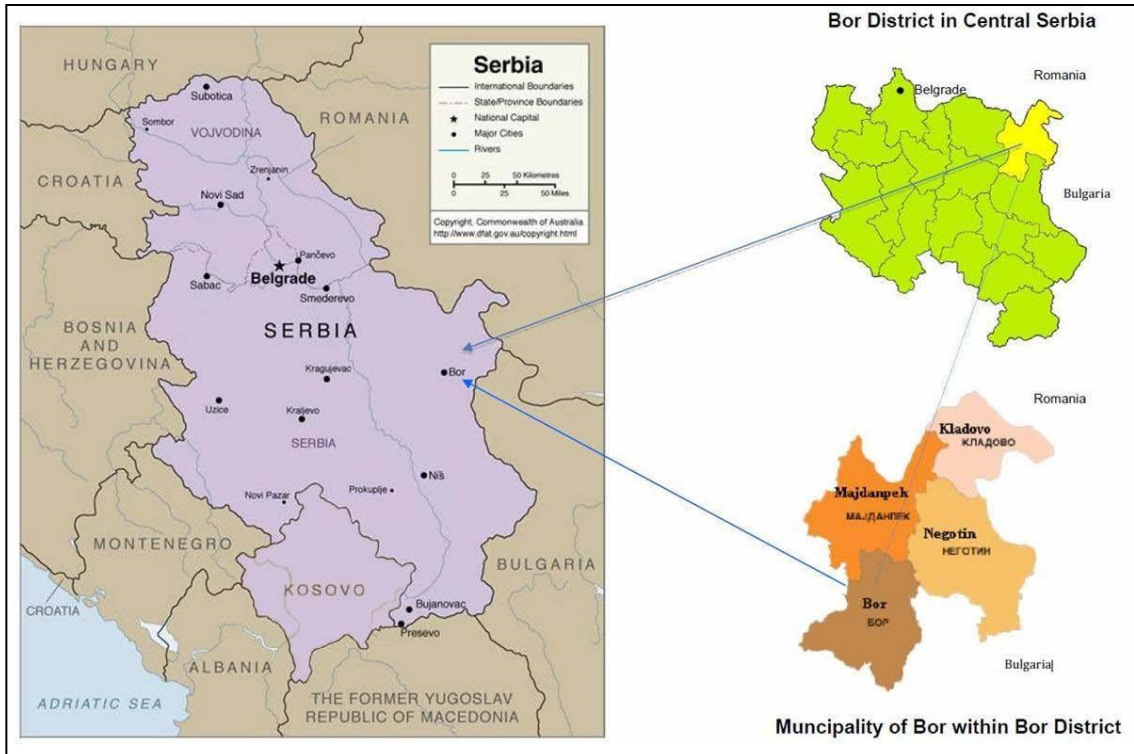 HUNGARY
Subotica
Sombor
VOJVODINA
ROMANIA
CROATIA
Zrenjanin
Novi Sad
Pančevo
Belgrade
Sabac
Smederevo
SERBIA
BOSNIA
AND
HERZEGOVINA
Kragujevac
Bor
Uzice
Kraljevo
SERBIA
Niš
Novi Pazar
Prokuplje
MONTENEGRO
KOSOVO
BULGARIA
CROATIA
Bujanovac
Presevo
ALBANIA
ADRIATIC SEA
THE FORMER YUGOSLAV
REPUBLIC OF MACEDONIA
Serbia
International Boundaries
State/Province Boundaries
National Capital
Major Cities
Rivers
0 25 50 Kilometres
0 25 50 Miles
Copyright, Commonwealth of Australia
http://www.dfat.gov.au/copyright.html
Bor District in Central Serbia
Romania
Belgrade
Bulgaria
Romania
Kladovo
КЛАДОВО
Majdanpek
МАЈДАНПЕК
Negotin
НЕГОТИН
Bor
БОР
Bulgaria
Muncipality of Bor within Bor District